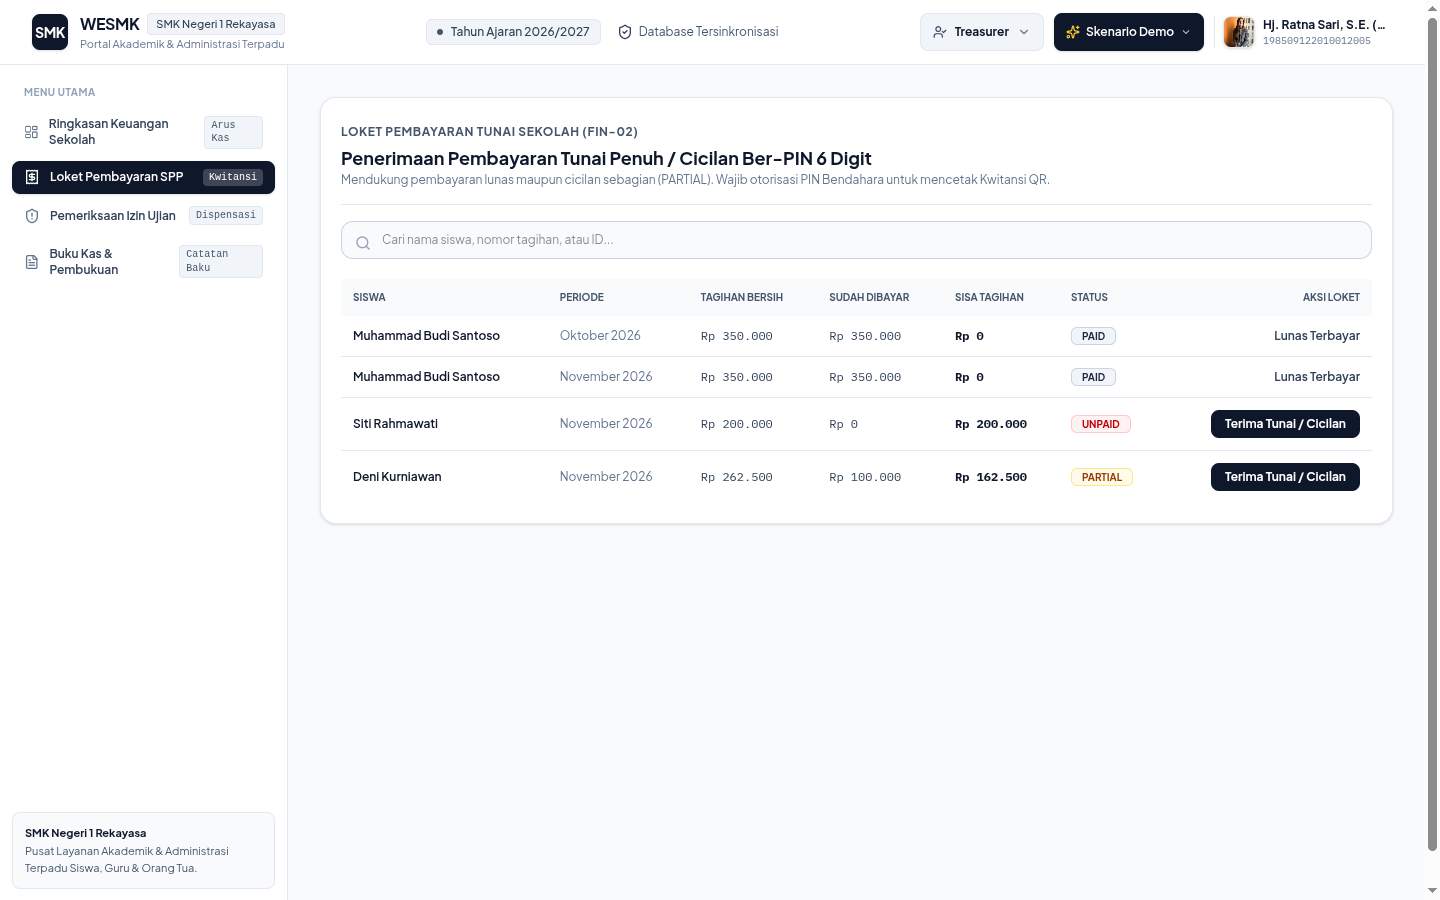 SMK
WESMK
SMK Negeri 1 Rekayasa
Portal Akademik & Administrasi Terpadu
Tahun Ajaran 2026/2027
Database Tersinkronisasi
Treasurer
Skenario Demo
Hj. Ratna Sari, S.E. (...
198509122010012005
MENU UTAMA
Ringkasan Keuangan
Sekolah
Arus
Kas
Loket Pembayaran SPP
Kwitansi
Pemeriksaan Izin Ujian
Dispensasi
Buku Kas &
Pembukuan
Catatan
Baku
SMK Negeri 1 Rekayasa
Pusat Layanan Akademik & Administrasi
Terpadu Siswa, Guru & Orang Tua.
LOKET PEMBAYARAN TUNAI SEKOLAH (FIN-02)
Penerimaan Pembayaran Tunai Penuh / Cicilan Ber-PIN 6 Digit
Mendukung pembayaran lunas maupun cicilan sebagian (PARTIAL). Wajib otorisasi PIN Bendahara untuk mencetak Kwitansi QR.
Cari nama siswa, nomor tagihan, atau ID...
SISWA PERIODE TAGIHAN BERSIH SUDAH DIBAYAR SISA TAGIHAN STATUS AKSI LOKET
Muhammad Budi Santoso Oktober 2026 Rp 350.000 Rp 350.000 Rp 0 PAID Lunas Terbayar
Muhammad Budi Santoso November 2026 Rp 350.000 Rp 350.000 Rp 0 PAID Lunas Terbayar
Siti Rahmawati November 2026 Rp 200.000 Rp 0 Rp 200.000 UNPAID Terima Tunai / Cicilan
Deni Kurniawan November 2026 Rp 262.500 Rp 100.000 Rp 162.500 PARTIAL Terima Tunai / Cicilan